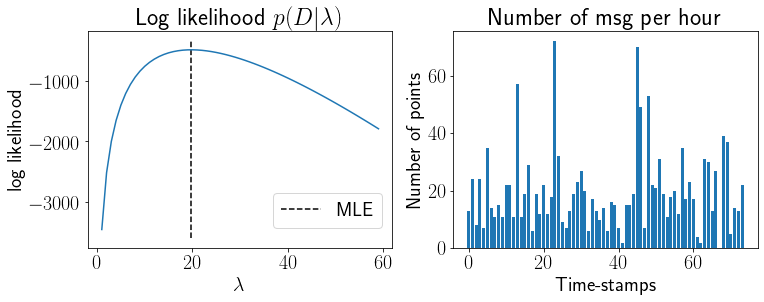 Log likelihood p(D|λ)
log likelihood
−1000
−2000
−3000
0
20
40
60
λ
MLE
Number of msg per hour
Number of points
60
40
20
0
0
20
40
60
Time-stamps